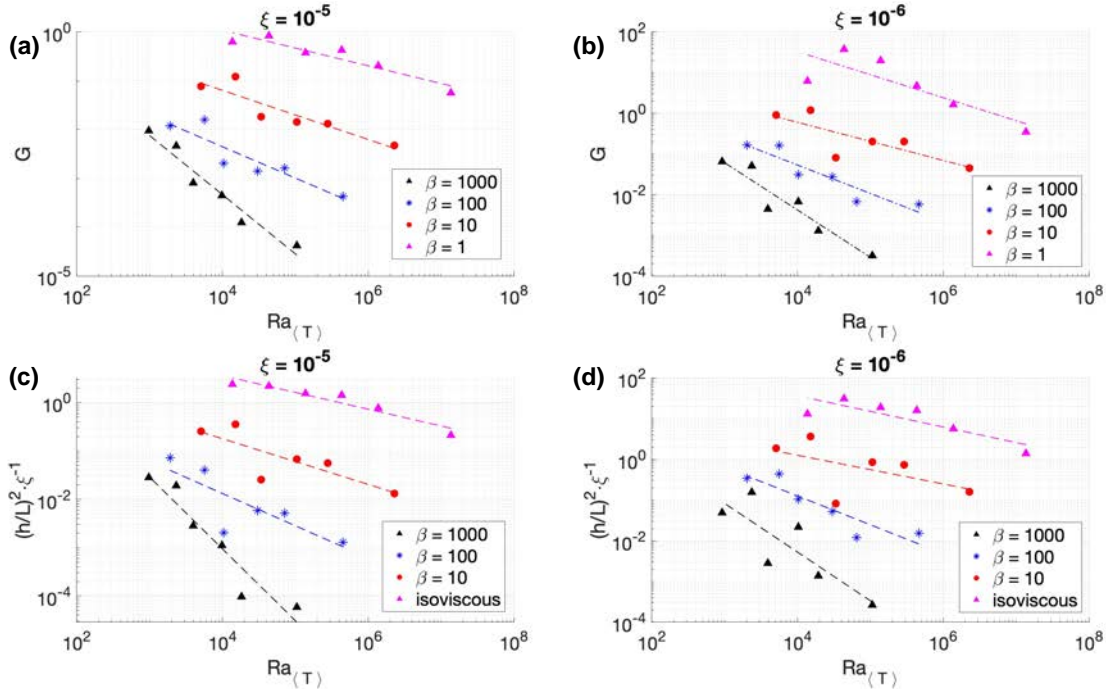 (a)
ξ = 10⁻⁵
10⁰
G
10⁻⁵
β = 1000
β = 100
β = 10
β = 1
10² 10⁴ 10⁶ 10⁸
Ra⟨ T ⟩
(b)
ξ = 10⁻⁶
10²
10⁰
G
10⁻²
10⁻⁴
β = 1000
β = 100
β = 10
β = 1
10² 10⁴ 10⁶ 10⁸
Ra⟨ T ⟩
(c)
ξ = 10⁻⁵
10⁰
(h/L)²·ξ⁻¹
10⁻²
10⁻⁴
β = 1000
β = 100
β = 10
isoviscous
10² 10⁴ 10⁶ 10⁸
Ra⟨ T ⟩
(d)
ξ = 10⁻⁶
10²
10⁰
(h/L)²·ξ⁻¹
10⁻²
10⁻⁴
β = 1000
β = 100
β = 10
isoviscous
10² 10⁴ 10⁶ 10⁸
Ra⟨ T ⟩